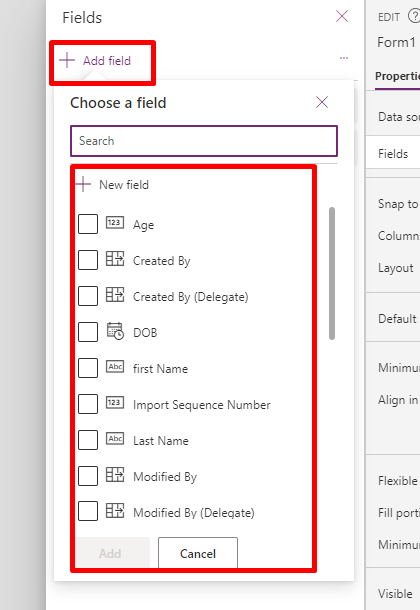 Fields
EDIT
Add field
...
Form1
Choose a field
Properti
Search
Data sou
Fields
New field
123 Age
Snap to
Created By
Column
Created By (Delegate)
Layout
DOB
Default
Abc first Name
Minimu
123 Import Sequence Number
Align in
Abc Last Name
Modified By
Flexible
Modified By (Delegate)
Fill porti
Add
Cancel
Minimu
Visible